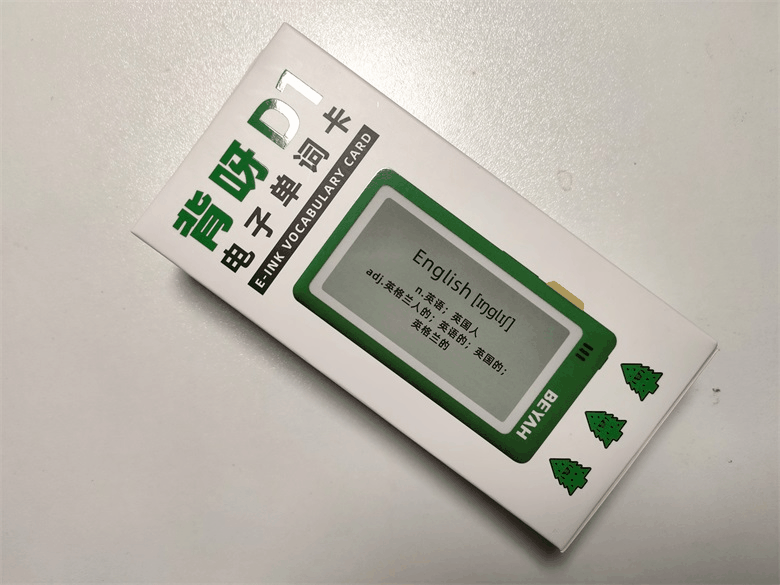 背呀 D1
电子单词卡
E-INK VOCABULARY CARD
English [ɪŋglɪʃ]
n.英语；英国人
adj.英格兰人的；英语的；英国的；
英格兰的
BEYAH